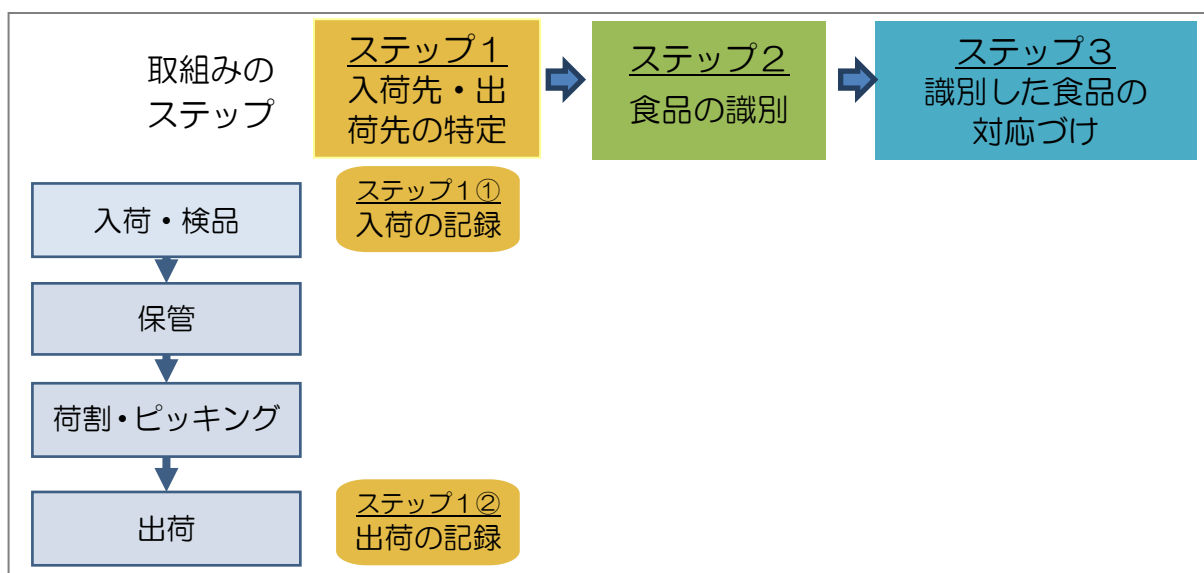 取組みの
ステップ
ステップ１
入荷先・出
荷先の特定
ステップ２
食品の識別
ステップ３
識別した食品の
対応づけ
入荷・検品
ステップ１①
入荷の記録
保管
荷割・ピッキング
出荷
ステップ１②
出荷の記録